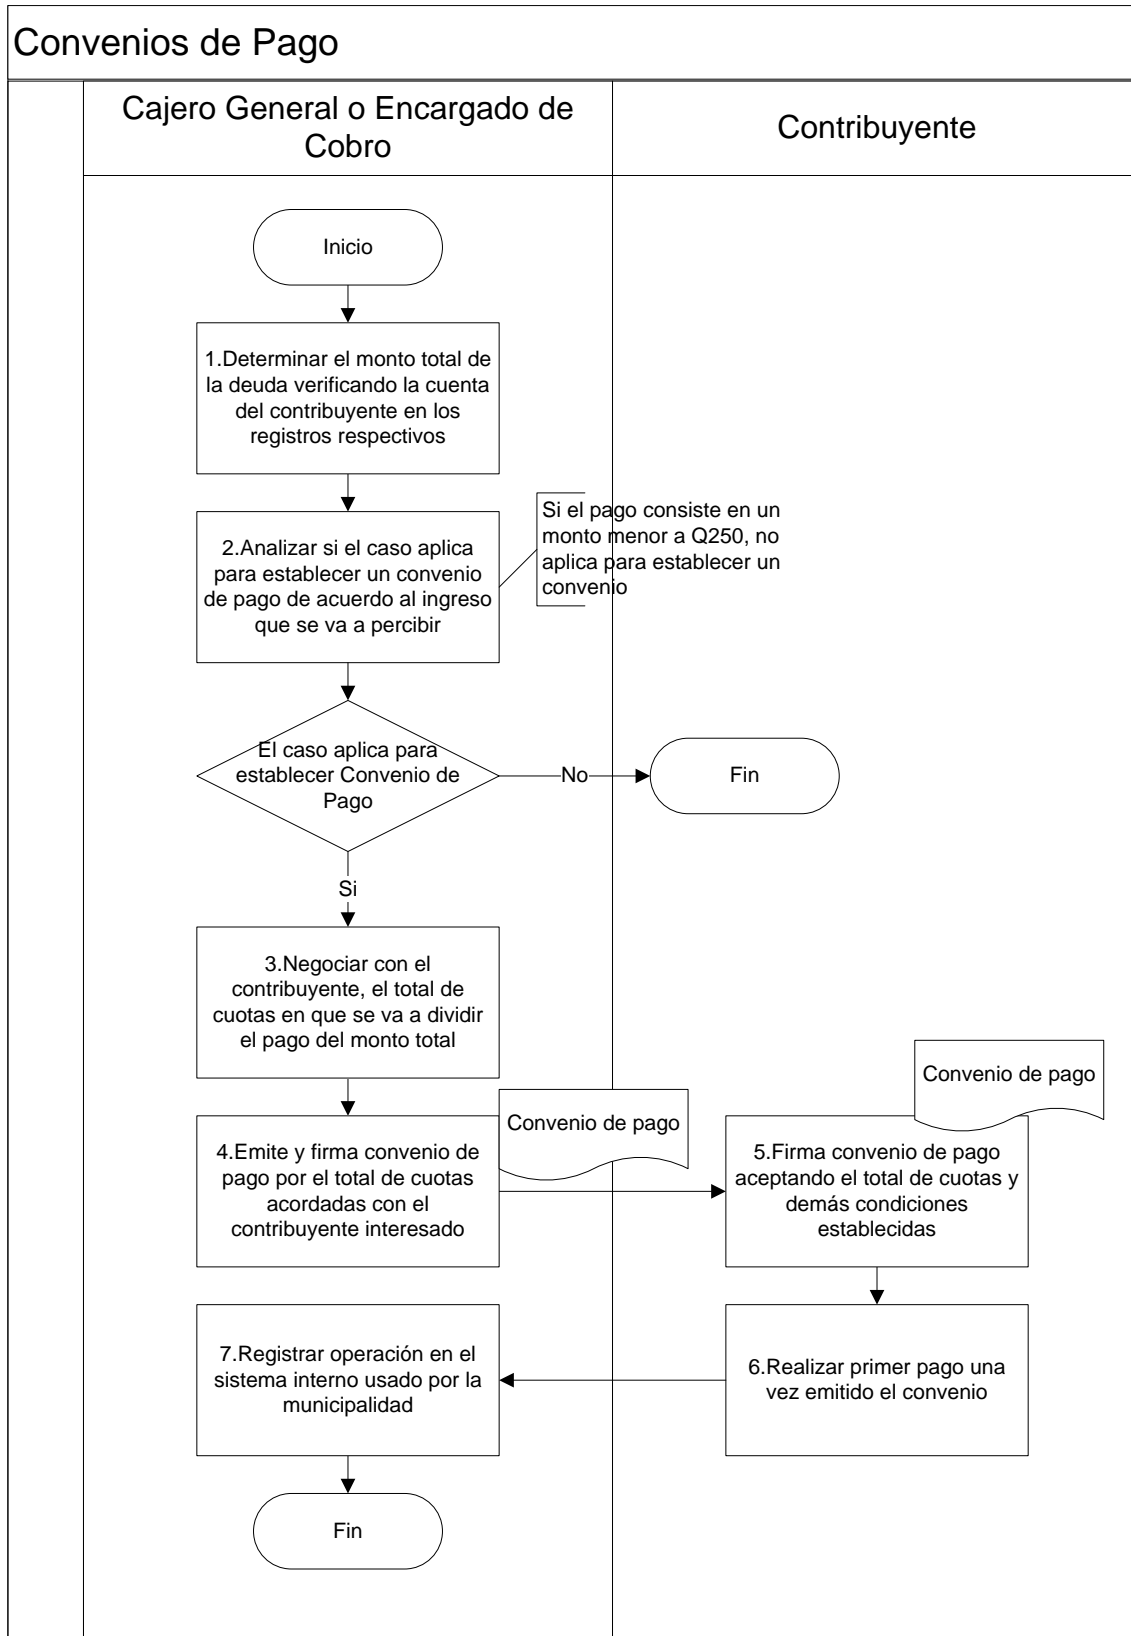 Convenios de Pago
Cajero General o Encargado de
Cobro
Contribuyente
Inicio
1.Determinar el monto total de
la deuda verificando la cuenta
del contribuyente en los
registros respectivos
2.Analizar si el caso aplica
para establecer un convenio
de pago de acuerdo al ingreso
que se va a percibir
Si el pago consiste en un
monto menor a Q250, no
aplica para establecer un
convenio
El caso aplica para
establecer Convenio de
Pago
No
Fin
Si
3.Negociar con el
contribuyente, el total de
cuotas en que se va a dividir
el pago del monto total
4.Emite y firma convenio de
pago por el total de cuotas
acordadas con el
contribuyente interesado
Convenio de pago
Convenio de pago
5.Firma convenio de pago
aceptando el total de cuotas y
demás condiciones
establecidas
6.Realizar primer pago una
vez emitido el convenio
7.Registrar operación en el
sistema interno usado por la
municipalidad
Fin